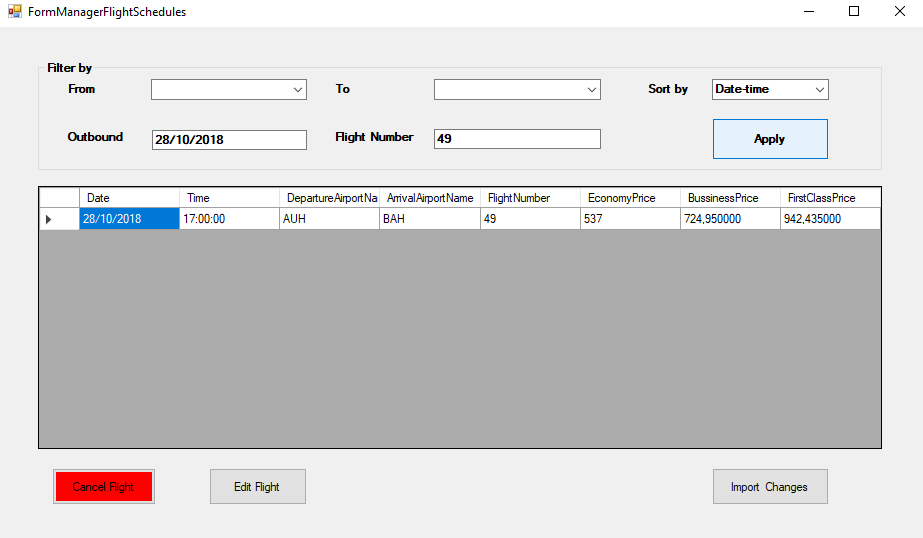 FormManagerFlightSchedules
Filter by
From To Sort by Date-time
Outbound 28/10/2018 Flight Number 49 Apply
Date Time DepartureAirportNa ArrivalAirportName FlightNumber EconomyPrice BussinessPrice FirstClassPrice
28/10/2018 17:00:00 AUH BAH 49 537 724,950000 942,435000
Cancel Flight Edit Flight Import Changes